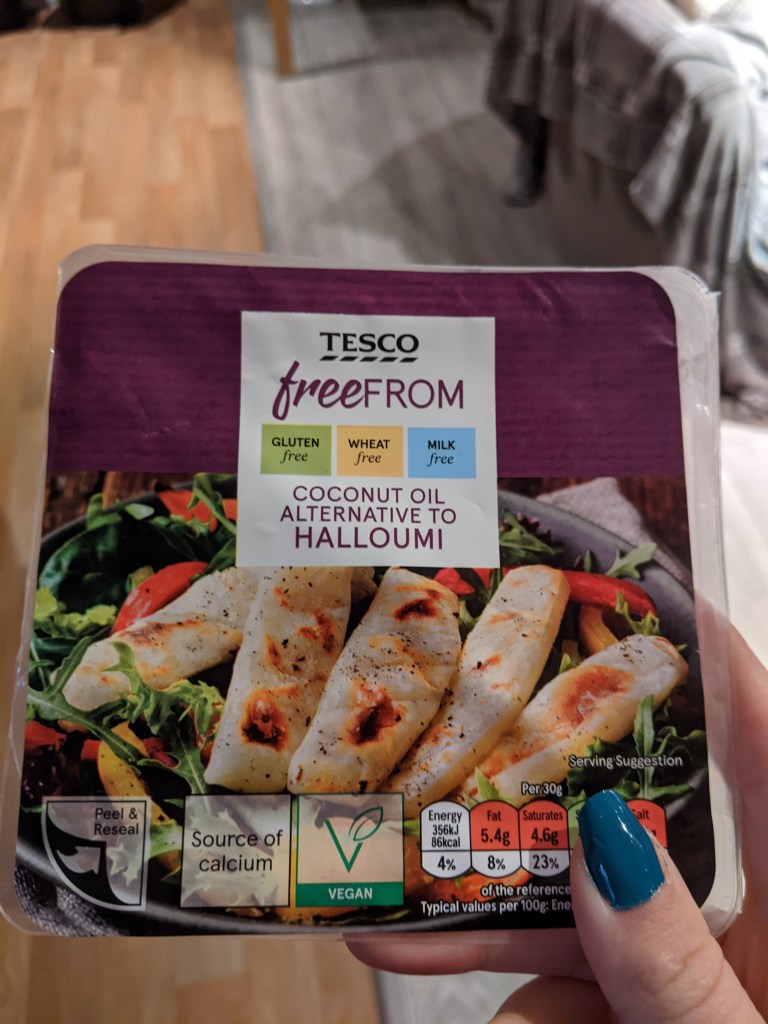 TESCO
freeFROM
GLUTEN free
WHEAT free
MILK free
COCONUT OIL
ALTERNATIVE TO
HALLOUMI
Serving Suggestion
Peel &
Reseal
Source of
calcium
V
VEGAN
Per 30g
Energy
356kJ
86kcal
4%
Fat
5.4g
8%
Saturates
4.6g
23%
of the reference
Typical values per 100g: